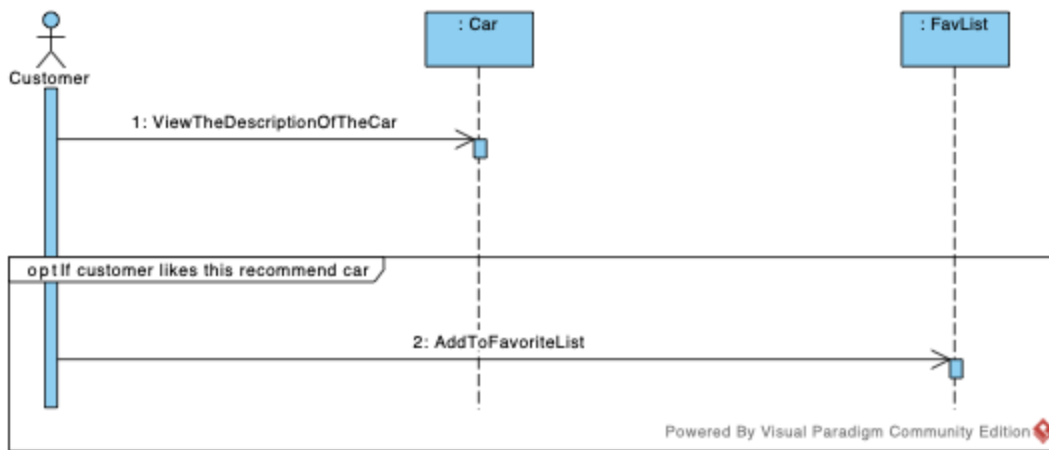 : Car
: FavList
Customer
1: ViewTheDescriptionOfTheCar
opt If customer likes this recommend car
2: AddToFavoriteList
Powered By Visual Paradigm Community Edition